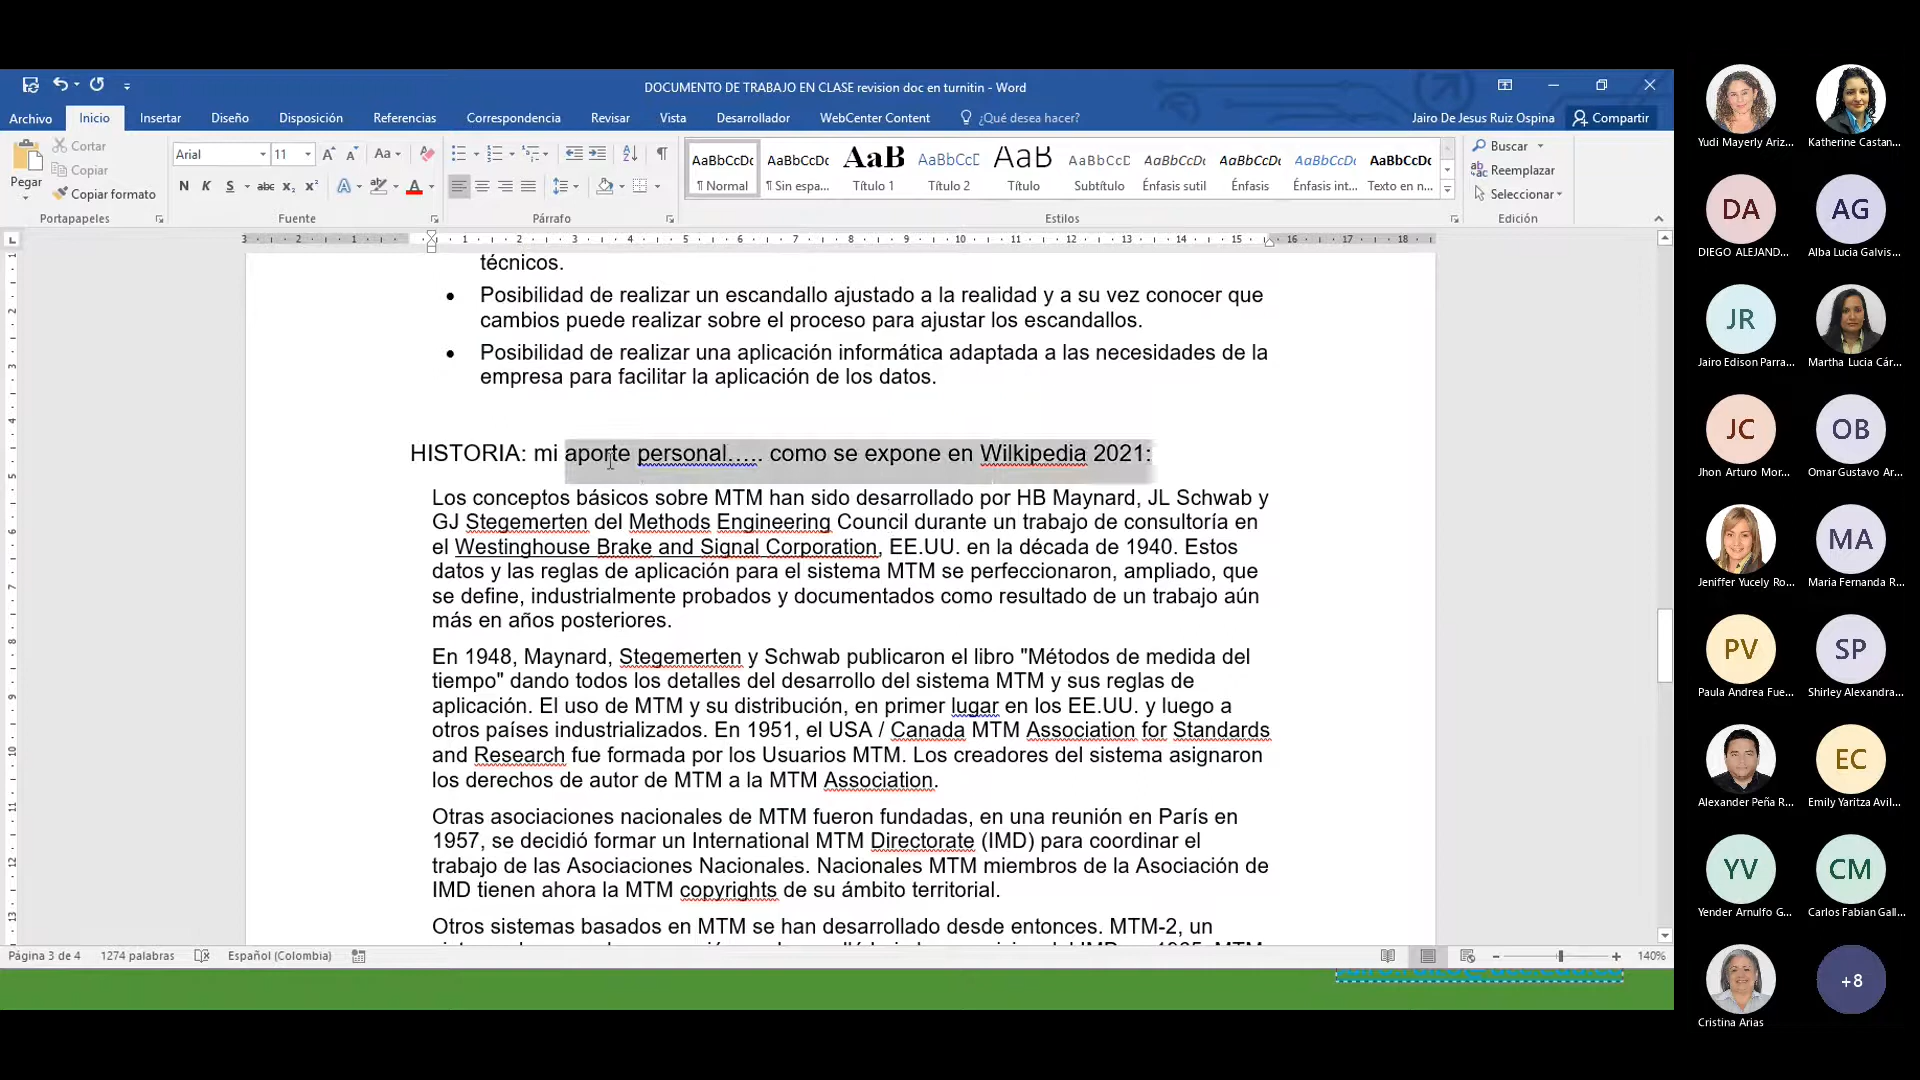 DOCUMENTO DE TRABAJO EN CLASE revision doc en turnitin - Word
Archivo Inicio Insertar Diseño Disposición Referencias Correspondencia Revisar Vista Desarrollador WebCenter Content ¿Qué desea hacer? Jairo De Jesus Ruiz Ospina Compartir
Pegar
Cortar
Copiar
Copiar formato
Portapapeles
Arial 11
Fuente
Párrafo
AaBbCcDc AaBbCcDc AaB AaBbCcD AaB AaBbCcD AaBbCcDc AaBbCcDc AaBbCcDc AaBbCcDc
¶ Normal ¶ Sin espa... Título 1 Título 2 Título Subtítulo Énfasis sutil Énfasis Énfasis int... Texto en n...
Estilos
Buscar
Reemplazar
Seleccionar
Edición
técnicos.
• Posibilidad de realizar un escandallo ajustado a la realidad y a su vez conocer que
cambios puede realizar sobre el proceso para ajustar los escandallos.
• Posibilidad de realizar una aplicación informática adaptada a las necesidades de la
empresa para facilitar la aplicación de los datos.
HISTORIA: mi aporte personal..... como se expone en Wilkipedia 2021:
Los conceptos básicos sobre MTM han sido desarrollado por HB Maynard, JL Schwab y
GJ Stegemerten del Methods Engineering Council durante un trabajo de consultoría en
el Westinghouse Brake and Signal Corporation, EE.UU. en la década de 1940. Estos
datos y las reglas de aplicación para el sistema MTM se perfeccionaron, ampliado, que
se define, industrialmente probados y documentados como resultado de un trabajo aún
más en años posteriores.
En 1948, Maynard, Stegemerten y Schwab publicaron el libro "Métodos de medida del
tiempo" dando todos los detalles del desarrollo del sistema MTM y sus reglas de
aplicación. El uso de MTM y su distribución, en primer lugar en los EE.UU. y luego a
otros países industrializados. En 1951, el USA / Canada MTM Association for Standards
and Research fue formada por los Usuarios MTM. Los creadores del sistema asignaron
los derechos de autor de MTM a la MTM Association.
Otras asociaciones nacionales de MTM fueron fundadas, en una reunión en París en
1957, se decidió formar un International MTM Directorate (IMD) para coordinar el
trabajo de las Asociaciones Nacionales. Nacionales MTM miembros de la Asociación de
IMD tienen ahora la MTM copyrights de su ámbito territorial.
Otros sistemas basados en MTM se han desarrollado desde entonces. MTM-2, un
Página 3 de 4 1274 palabras Español (Colombia) 140%
Yudi Mayerly Ariz... Katherine Castan...
DA AG
DIEGO ALEJAND... Alba Lucia Galvis...
JR
Jairo Edison Parra... Martha Lucia Cár...
JC OB
Jhon Arturo Mor... Omar Gustavo Ar...
MA
Jeniffer Yucely Ro... Maria Fernanda R...
PV SP
Paula Andrea Fue... Shirley Alexandra...
EC
Alexander Peña R... Emily Yaritza Avil...
YV CM
Yender Arnulfo G... Carlos Fabian Gall...
+8
Cristina Arias